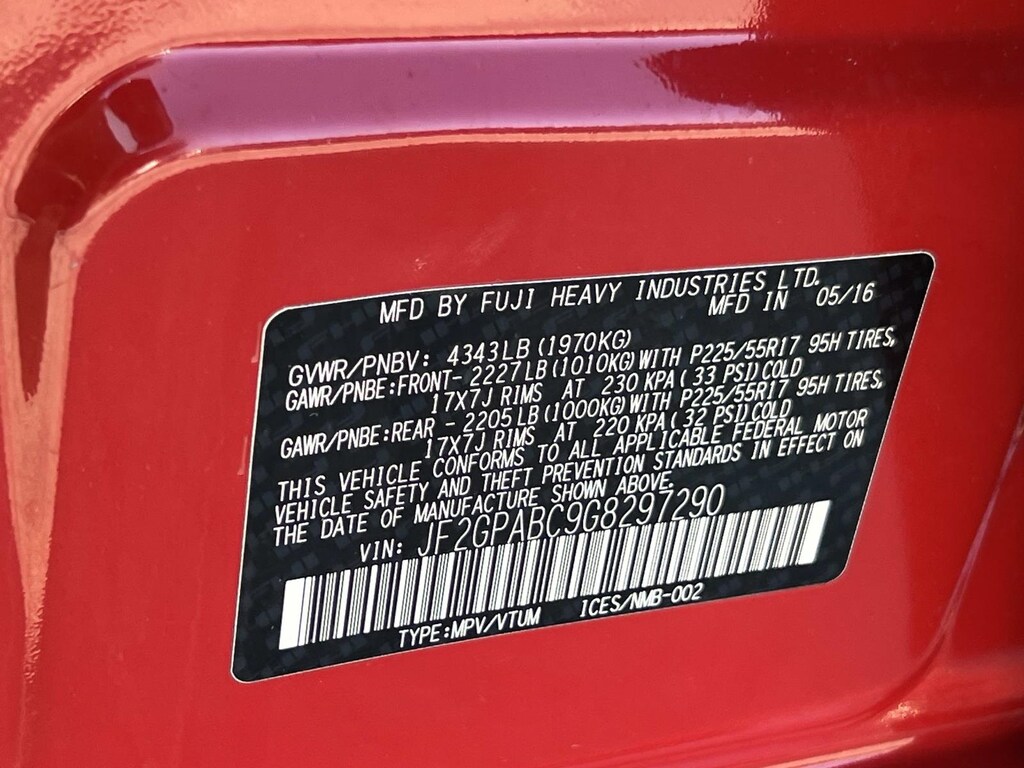 MFD BY FUJI HEAVY INDUSTRIES LTD.
MFD IN 05/16
GVWR/PNBV: 4343LB (1970KG)
GAWR/PNBE:FRONT- 2227LB(1010KG)WITH P225/55R17 95H TIRES,
17X7J RIMS AT 230 KPA( 33 PSI)COLD
GAWR/PNBE:REAR - 2205LB(1000KG)WITH P225/55R17 95H TIRES,
17X7J RIMS AT 220 KPA( 32 PSI)COLD
THIS VEHICLE CONFORMS TO ALL APPLICABLE FEDERAL MOTOR
VEHICLE SAFETY AND THEFT PREVENTION STANDARDS IN EFFECT ON
THE DATE OF MANUFACTURE SHOWN ABOVE.
VIN: JF2GPABC9G8297290
TYPE:MPV/VTUM ICES/NMB-002